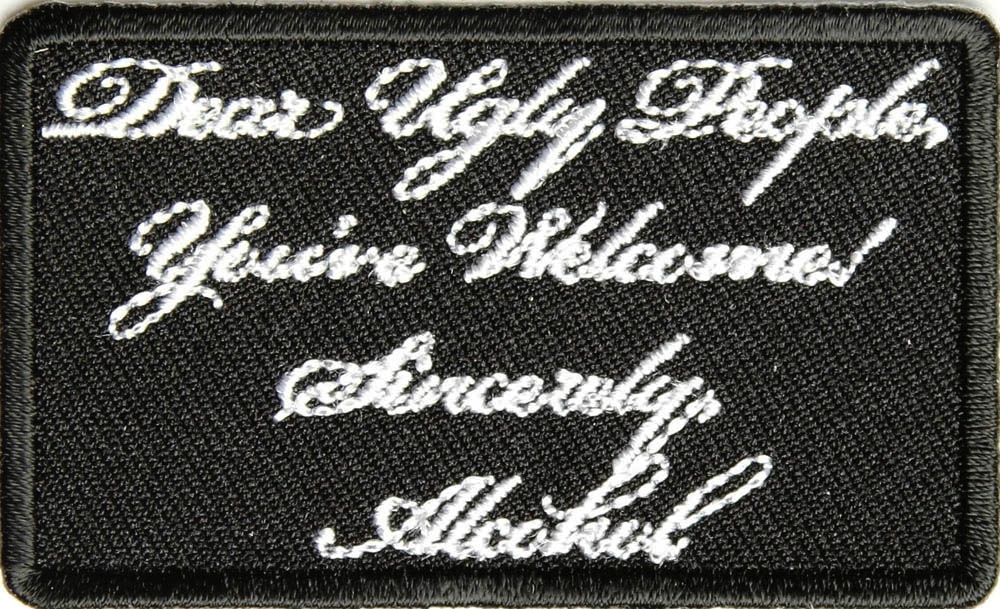 Dear Ugly People,
You're Welcome!
Sincerely,
Alcohol